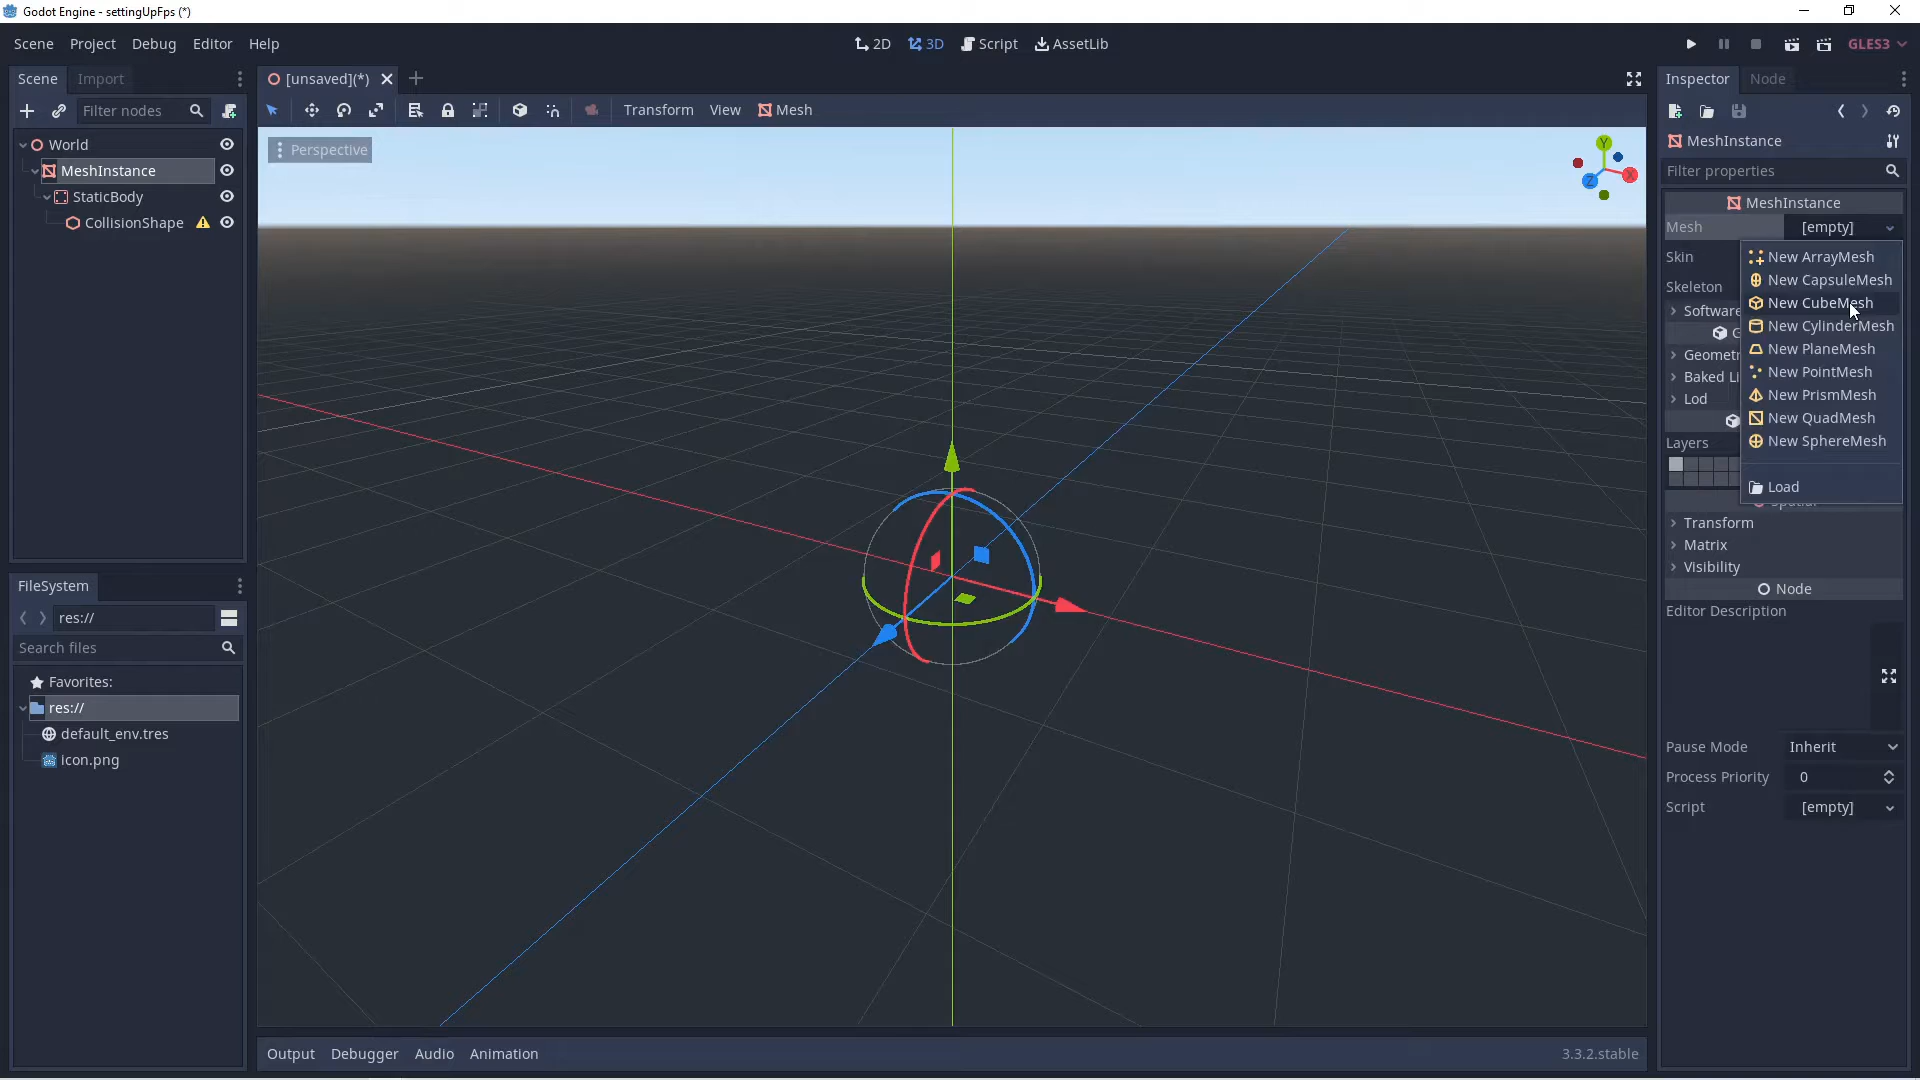 Godot Engine - settingUpFps (*)
Scene Project Debug Editor Help
2D 3D Script AssetLib
GLES3
Scene Import
[unsaved](*)
Inspector Node
Filter nodes
Transform View Mesh
World
MeshInstance
StaticBody
CollisionShape
Perspective
Y
X
Z
MeshInstance
Filter properties
MeshInstance
Mesh [empty]
Skin
Skeleton
Software
Geometr
Baked Li
Lod
Layers
New ArrayMesh
New CapsuleMesh
New CubeMesh
New CylinderMesh
New PlaneMesh
New PointMesh
New PrismMesh
New QuadMesh
New SphereMesh
Load
Transform
Matrix
Visibility
Node
Editor Description
Pause Mode Inherit
Process Priority 0
Script [empty]
FileSystem
res://
Search files
Favorites:
res://
default_env.tres
icon.png
Output Debugger Audio Animation
3.3.2.stable